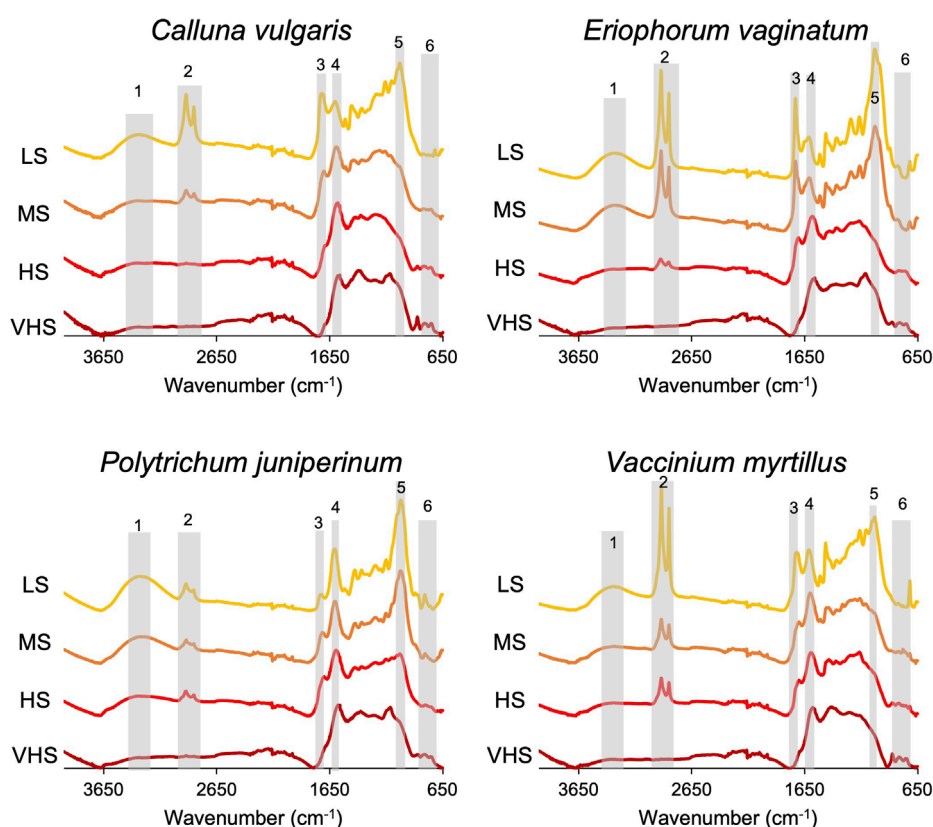 Calluna vulgaris
1
2
3
4
5
6
LS
MS
HS
VHS
3650
2650
1650
650
Wavenumber (cm-1)
Eriophorum vaginatum
1
2
3
4
5
6
LS
MS
HS
VHS
3650
2650
1650
650
Wavenumber (cm-1)
Polytrichum juniperinum
1
2
3
4
5
6
LS
MS
HS
VHS
3650
2650
1650
650
Wavenumber (cm-1)
Vaccinium myrtillus
1
2
3
4
5
6
LS
MS
HS
VHS
3650
2650
1650
650
Wavenumber (cm-1)